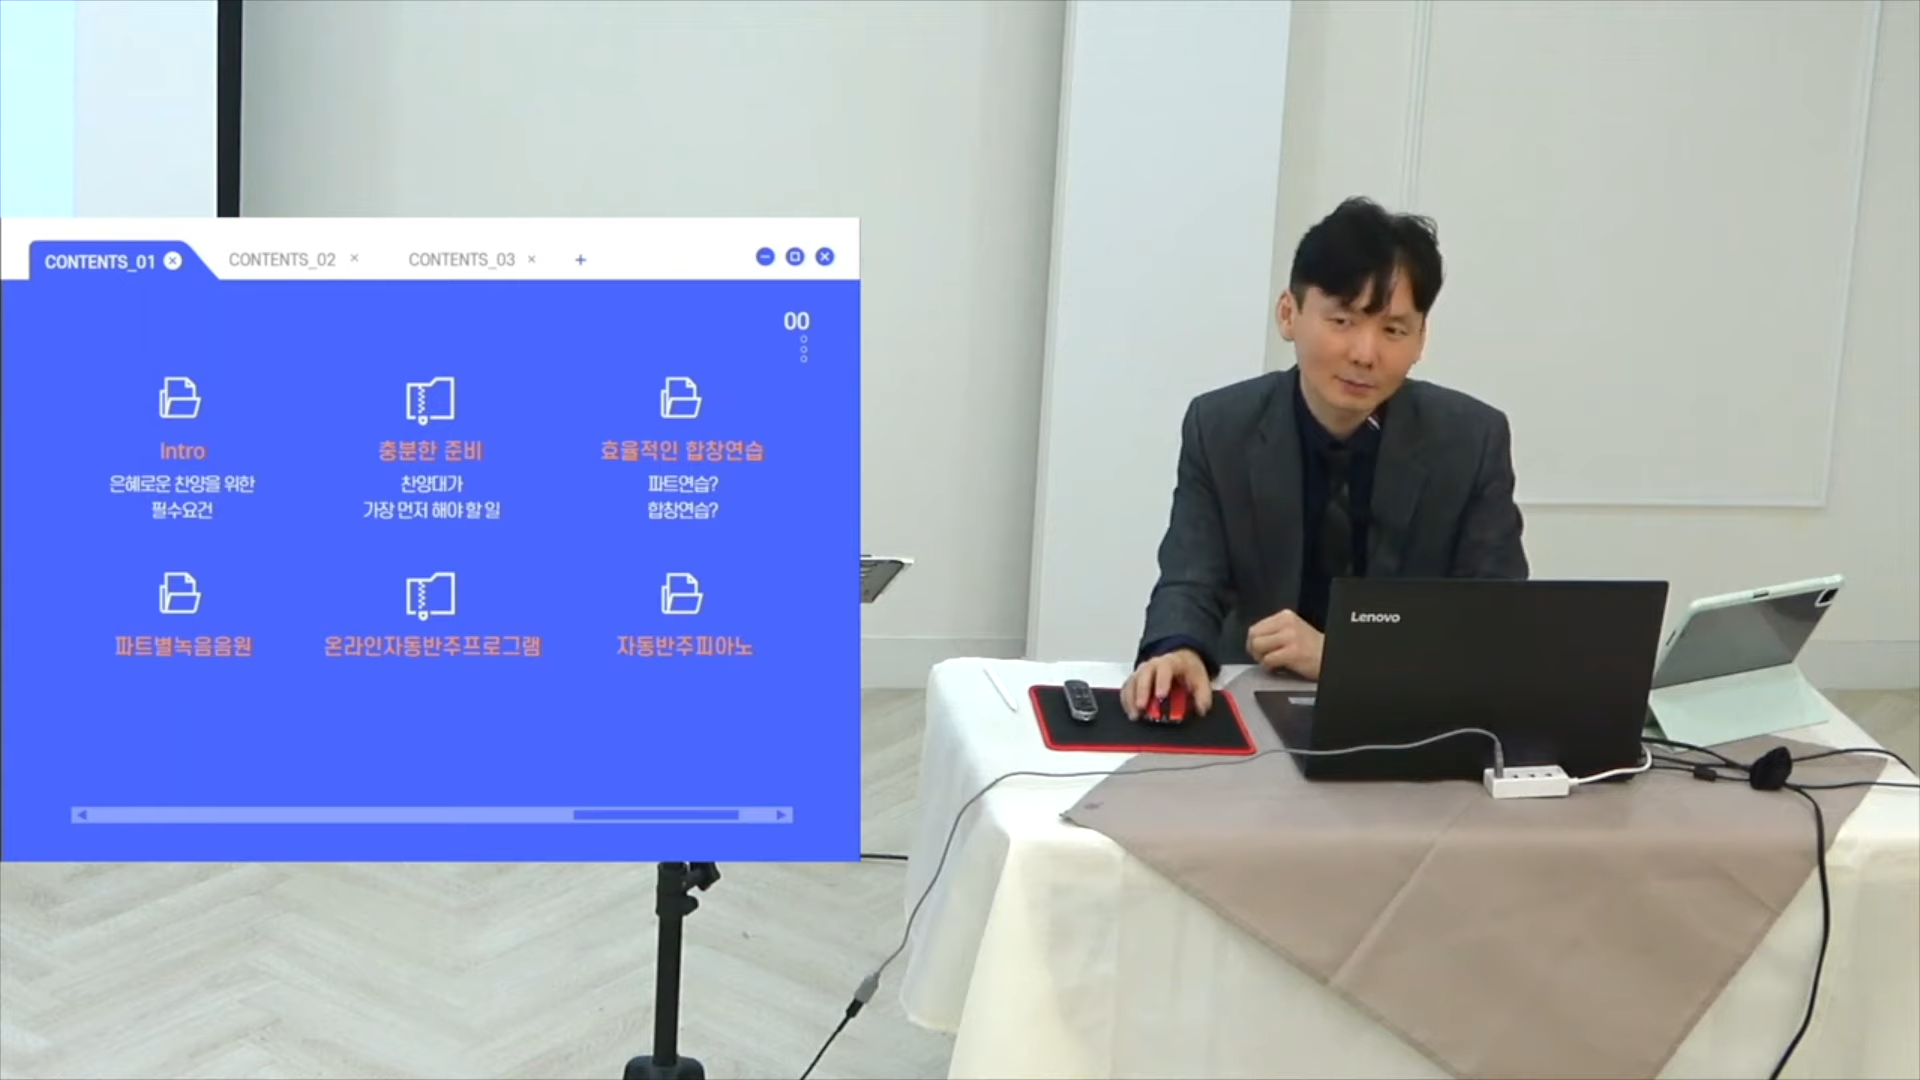 CONTENTS_01
CONTENTS_02
CONTENTS_03
00
Intro
은혜로운 찬양을 위한
필수요건
충분한 준비
찬양대가
가장 먼저 해야 할 일
효율적인 합창연습
파트연습?
합창연습?
파트별녹음음원
온라인자동반주프로그램
자동반주피아노
Lenovo